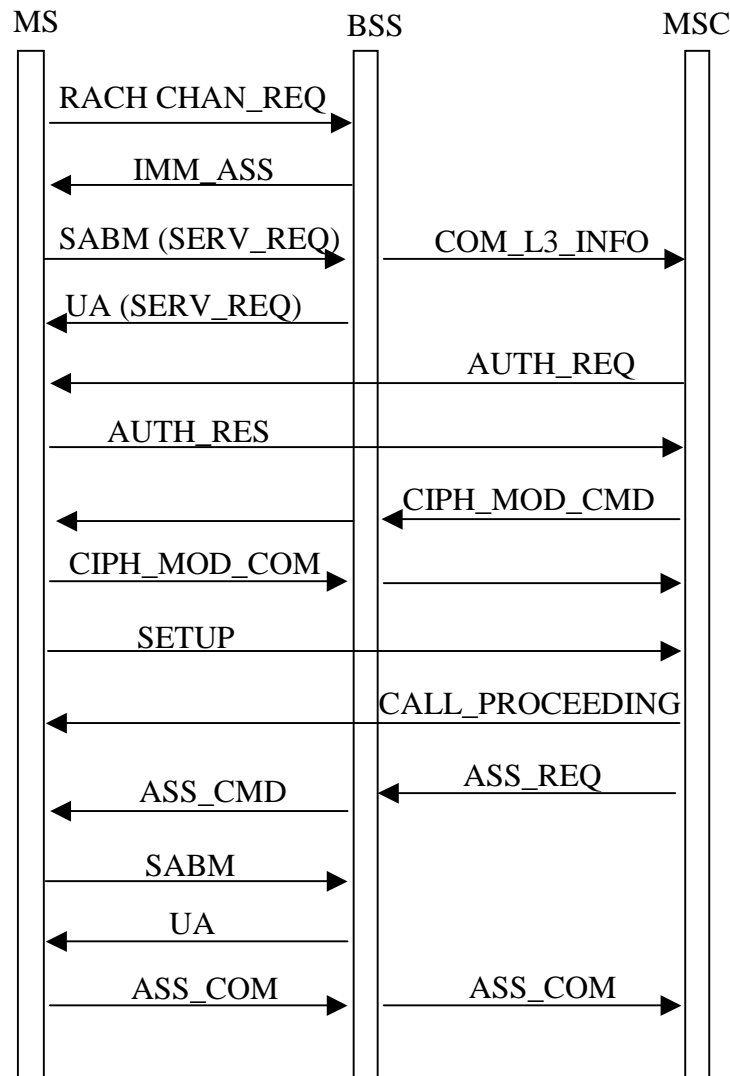 MS
BSS
MSC
RACH CHAN_REQ
IMM_ASS
SABM (SERV_REQ)
COM_L3_INFO
UA (SERV_REQ)
AUTH_REQ
AUTH_RES
CIPH_MOD_CMD
CIPH_MOD_COM
SETUP
CALL_PROCEEDING
ASS_REQ
ASS_CMD
SABM
UA
ASS_COM
ASS_COM